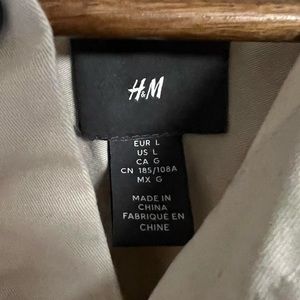 H&M
EUR L
US L
CA G
CN 185/108A
MX G
MADE IN
CHINA
FABRIQUE EN
CHINE